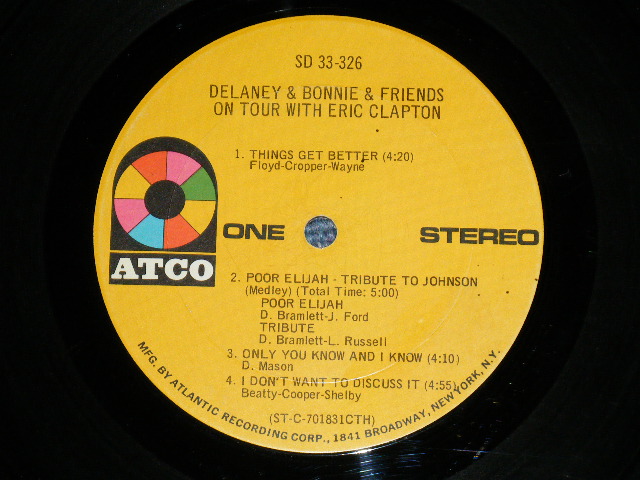 SD 33-326
DELANEY & BONNIE & FRIENDS
ON TOUR WITH ERIC CLAPTON
1. THINGS GET BETTER (4:20)
Floyd-Cropper-Wayne
ATCO
ONE
STEREO
2. POOR ELIJAH - TRIBUTE TO JOHNSON
(Medley) (Total Time: 5:00)
POOR ELIJAH
D. Bramlett-J. Ford
TRIBUTE
D. Bramlett-L. Russell
3. ONLY YOU KNOW AND I KNOW (4:10)
D. Mason
4. I DON'T WANT TO DISCUSS IT (4:55)
Beatty-Cooper-Shelby
(ST-C-701831CTH)
MFG. BY ATLANTIC RECORDING CORP., 1841 BROADWAY, NEW YORK, N.Y.